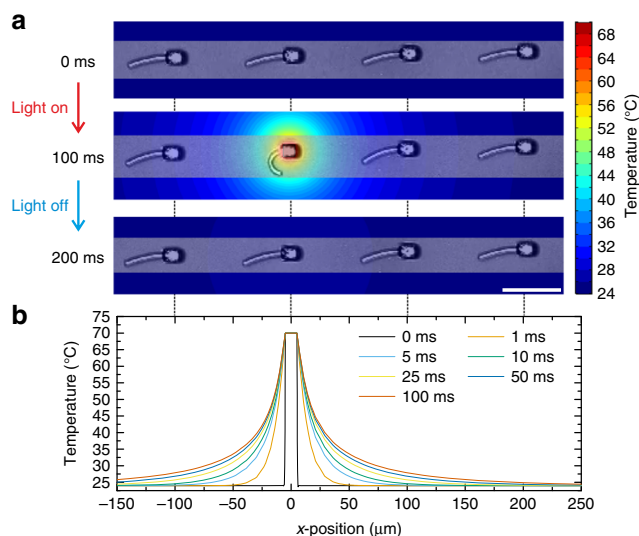 a
0 ms
Light on
100 ms
Light off
200 ms
68
64
60
56
52
48
44
40
36
32
28
24
Temperature (°C)
b
75
70
65
60
55
50
45
40
35
30
25
Temperature (°C)
0 ms
1 ms
5 ms
10 ms
25 ms
50 ms
100 ms
−150 −100 −50 0 50 100 150 200 250
x-position (μm)